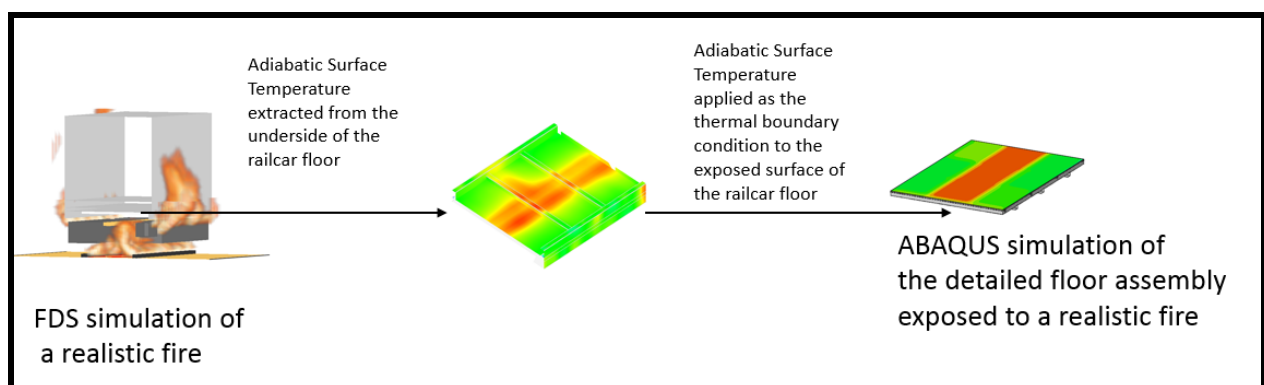 Adiabatic Surface
Temperature
extracted from the
underside of the
railcar floor
Adiabatic Surface
Temperature
applied as the
thermal boundary
condition to the
exposed surface of
the railcar floor
FDS simulation of
a realistic fire
ABAQUS simulation of
the detailed floor assembly
exposed to a realistic fire